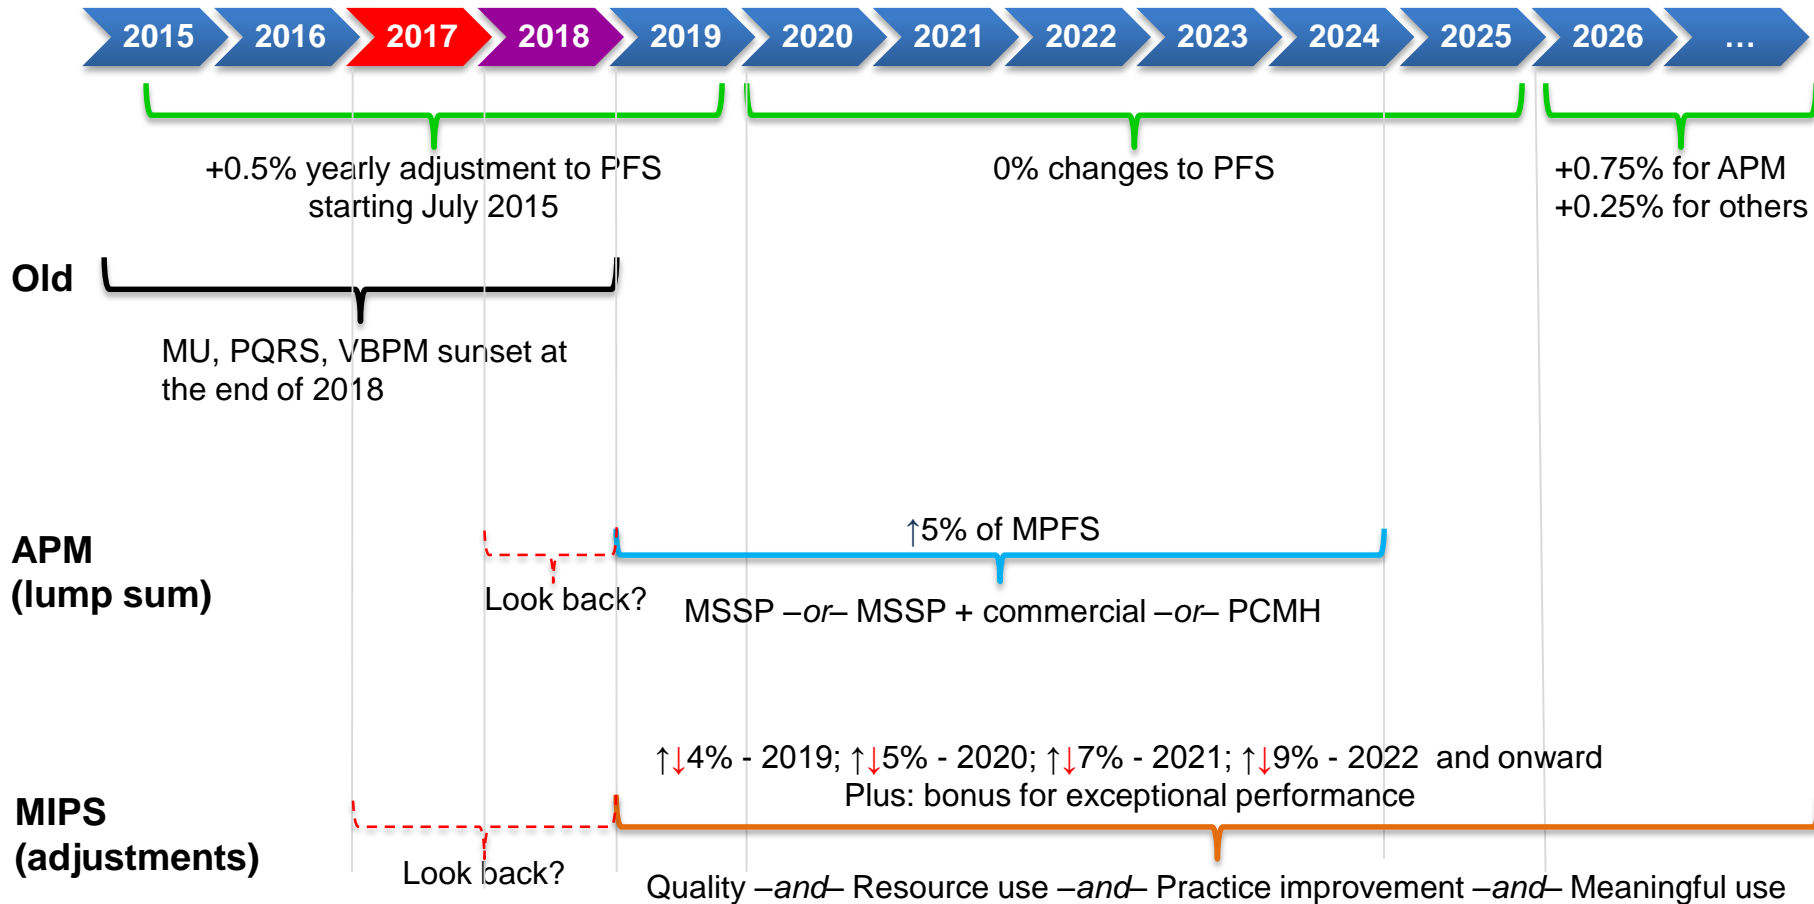 2015 2016 2017 2018 2019 2020 2021 2022 2023 2024 2025 2026 ...
+0.5% yearly adjustment to PFS
starting July 2015
0% changes to PFS
+0.75% for APM
+0.25% for others
Old
MU, PQRS, VBPM sunset at
the end of 2018
APM
(lump sum)
Look back?
↑5% of MPFS
MSSP –or– MSSP + commercial –or– PCMH
MIPS
(adjustments)
Look back?
↑↓4% - 2019; ↑↓5% - 2020; ↑↓7% - 2021; ↑↓9% - 2022 and onward
Plus: bonus for exceptional performance
Quality –and– Resource use –and– Practice improvement –and– Meaningful use